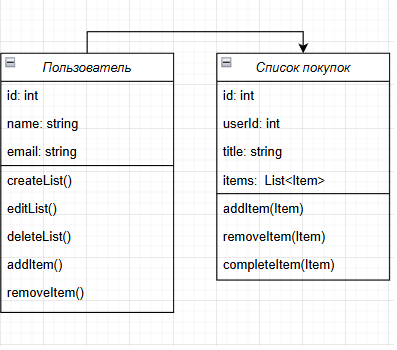 Пользователь
id: int
name: string
email: string
createList()
editList()
deleteList()
addItem()
removeItem()
Список покупок
id: int
userId: int
title: string
items:  List<Item>
addItem(Item)
removeItem(Item)
completeItem(Item)